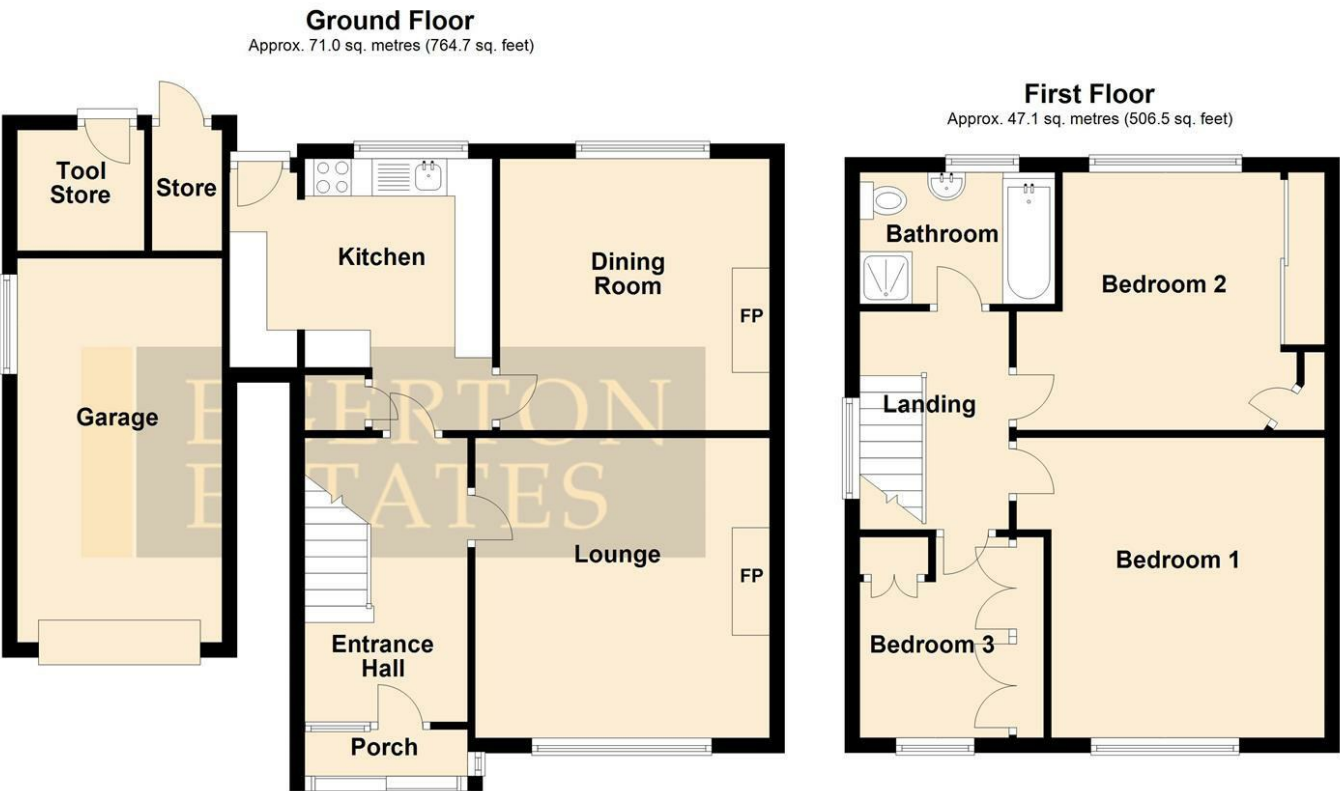 Ground Floor
Approx. 71.0 sq. metres (764.7 sq. feet)
First Floor
Approx. 47.1 sq. metres (506.5 sq. feet)
Tool
Store
Store
Kitchen
Dining
Room
FP
Garage
EGERTON
ESTATES
Lounge
FP
Entrance
Hall
Porch
Bathroom
Bedroom 2
Landing
Bedroom 1
Bedroom 3